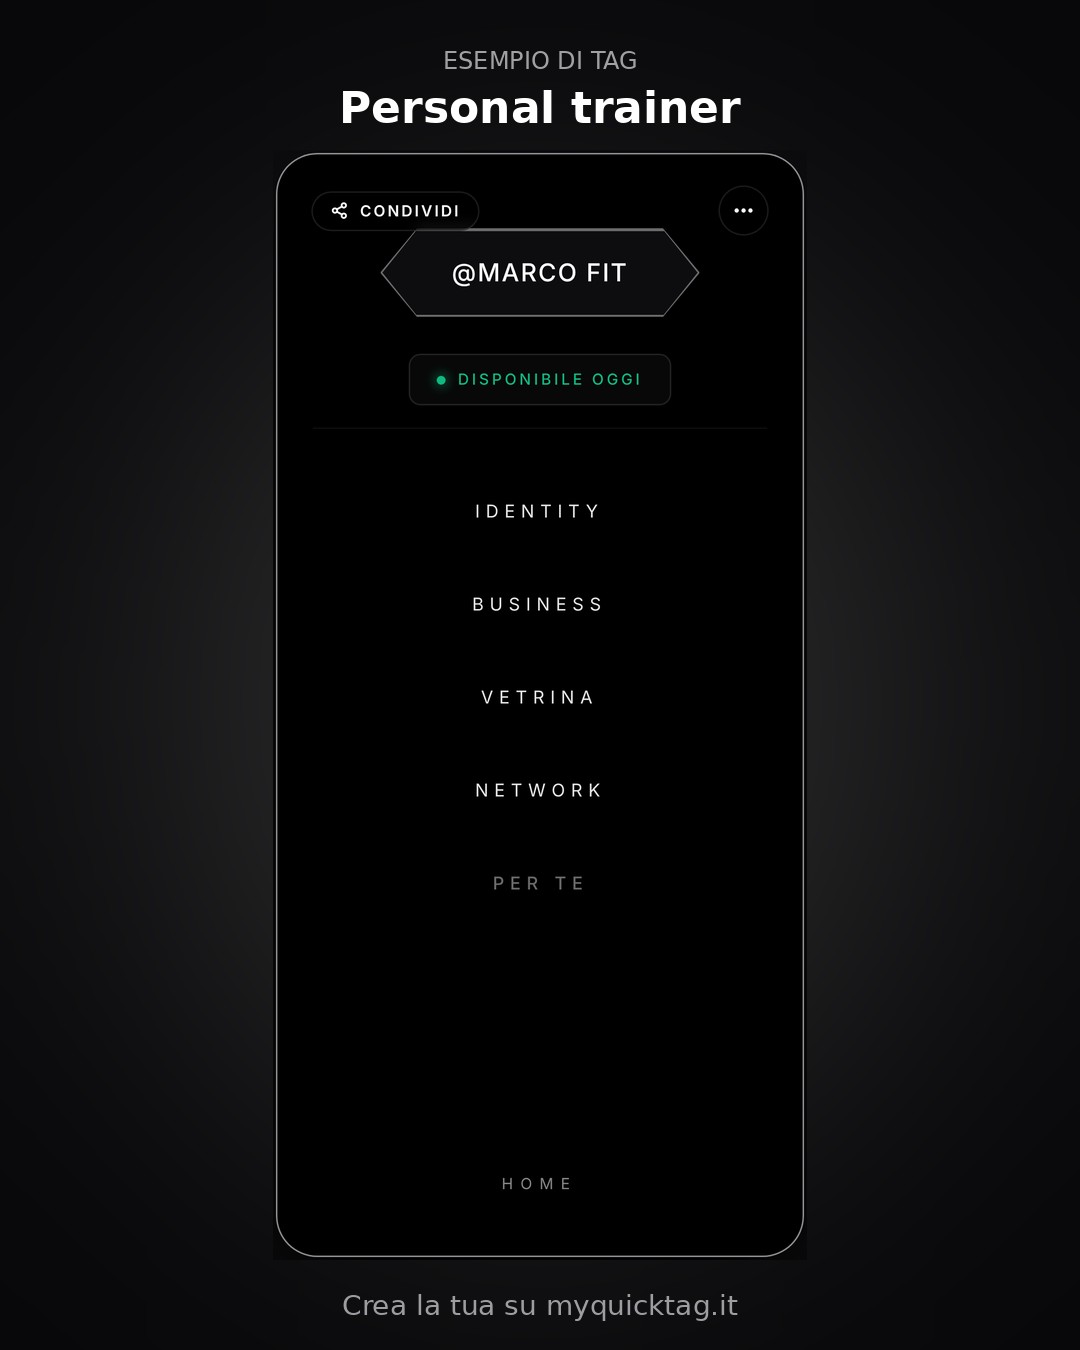 ESEMPIO DI TAG
Personal trainer
CONDIVIDI
@MARCO FIT
DISPONIBILE OGGI
IDENTITY
BUSINESS
VETRINA
NETWORK
PER TE
HOME
Crea la tua su myquicktag.it